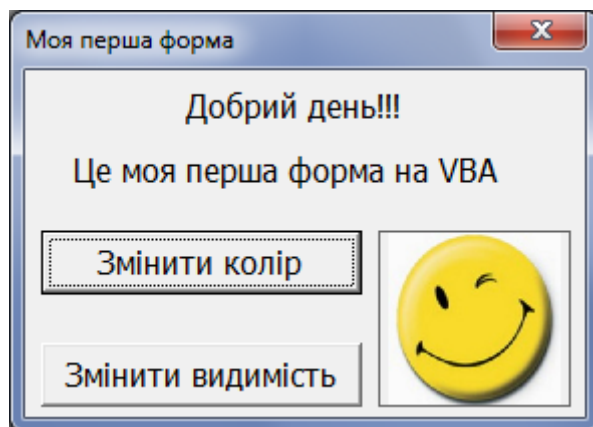 Моя перша форма
Добрий день!!!
Це моя перша форма на VBA
Змінити колір
Змінити видимість